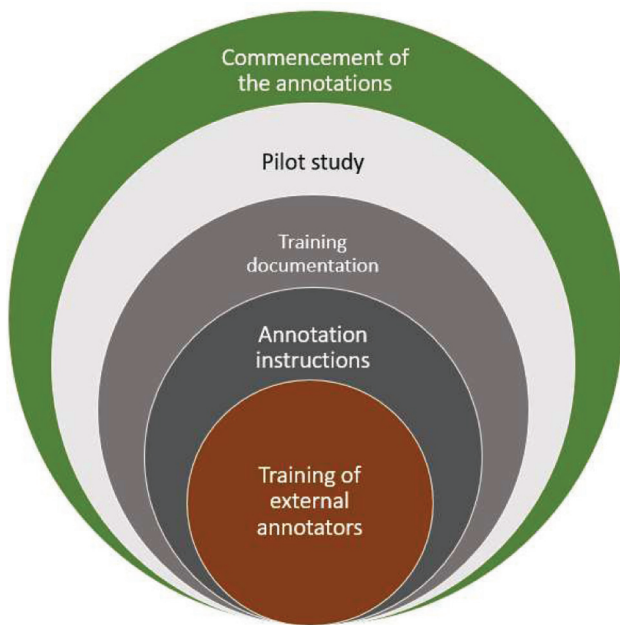 Commencement of
the annotations
Pilot study
Training
documentation
Annotation
instructions
Training of
external
annotators